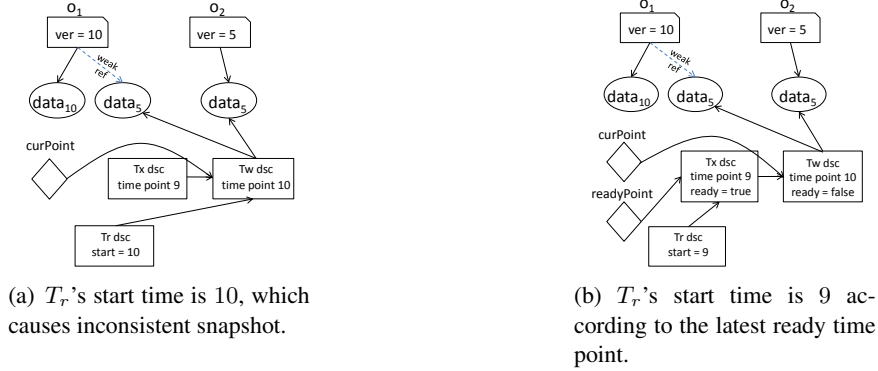 o1
ver = 10
o2
ver = 5
weak
ref
data10
data5
data5
curPoint
Tx dsc
time point 9
Tw dsc
time point 10
Tr dsc
start = 10
(a) Tr's start time is 10, which
causes inconsistent snapshot.
o1
ver = 10
o2
ver = 5
weak
ref
data10
data5
data5
curPoint
Tx dsc
time point 9
ready = true
Tw dsc
time point 10
ready = false
readyPoint
Tr dsc
start = 9
(b) Tr's start time is 9 ac-
cording to the latest ready time
point.